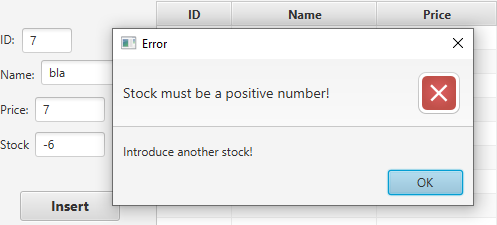 ID: 7
Name: bla
Price: 7
Stock -6
Insert
ID Name Price
Error
Stock must be a positive number!
Introduce another stock!
OK